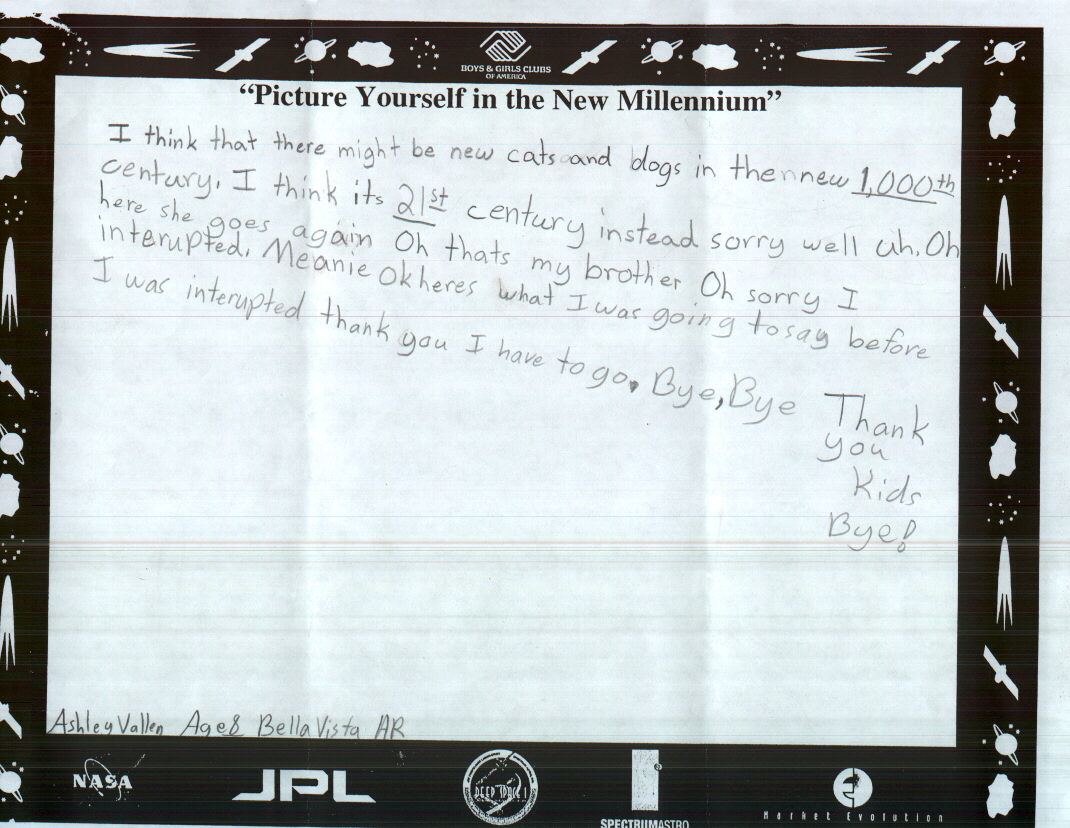 BOYS & GIRLS CLUBS
OF AMERICA
“Picture Yourself in the New Millennium”
I think that there might be new cats and blogs in the new new 1,000th
century. I think its 21st century instead sorry well uh. Oh
here she goes again Oh thats my brother Oh sorry I
interupted. Meanie Ok heres what I was going to say before
I was interupted thank you I have to go. Bye, Bye
Thank
you
Kids
Bye!
Ashley Vallen Age 8 Bella Vista AR
NASA
JPL
DEEP SPACE 1
SPECTRUMASTRO
Market Evolution